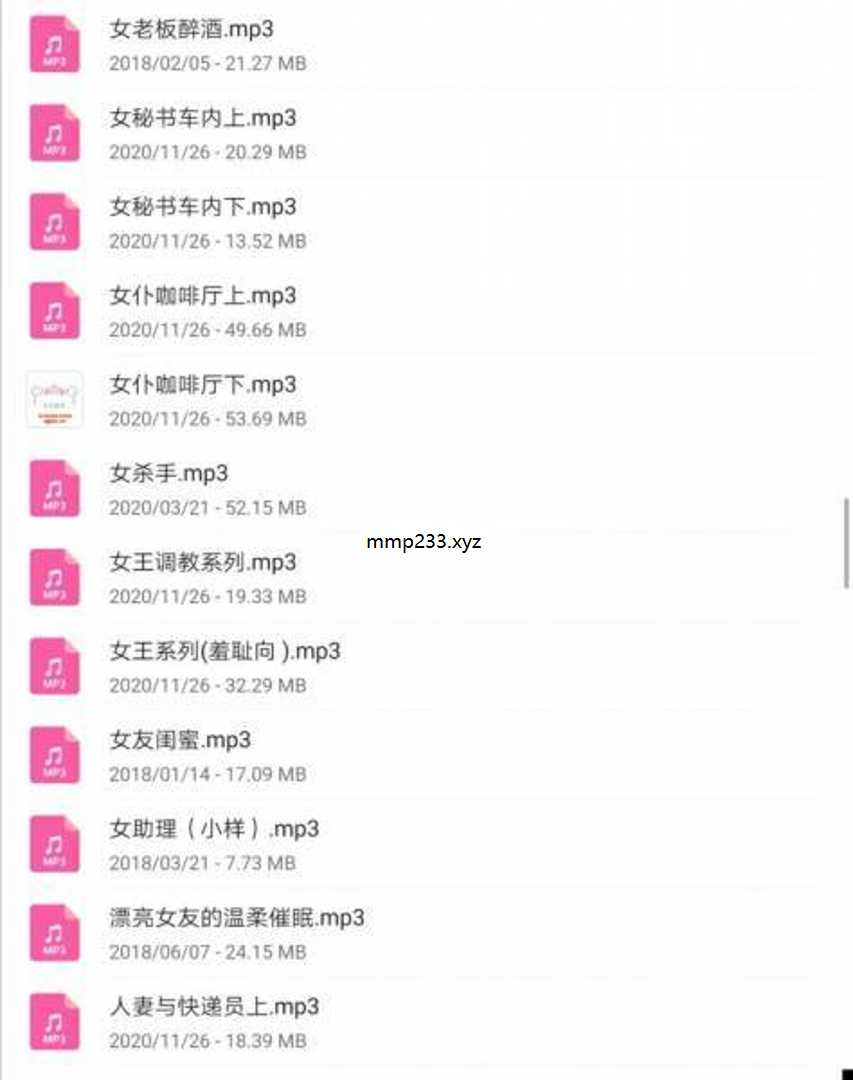 女老板醉酒.mp3
2018/02/05 - 21.27 MB
女秘书车内上.mp3
2020/11/26 - 20.29 MB
女秘书车内下.mp3
2020/11/26 - 13.52 MB
女仆咖啡厅上.mp3
2020/11/26 - 49.66 MB
女仆咖啡厅下.mp3
2020/11/26 - 53.69 MB
女杀手.mp3
2020/03/21 - 52.15 MB
mmp233.xyz
女王调教系列.mp3
2020/11/26 - 19.33 MB
女王系列(羞耻向 ).mp3
2020/11/26 - 32.29 MB
女友闺蜜.mp3
2018/01/14 - 17.09 MB
女助理（小样）.mp3
2018/03/21 - 7.73 MB
漂亮女友的温柔催眠.mp3
2018/06/07 - 24.15 MB
人妻与快递员上.mp3
2020/11/26 - 18.39 MB
MP3
MP3
MP3
MP3
MP3
MP3
MP3
MP3
MP3
MP3
MP3